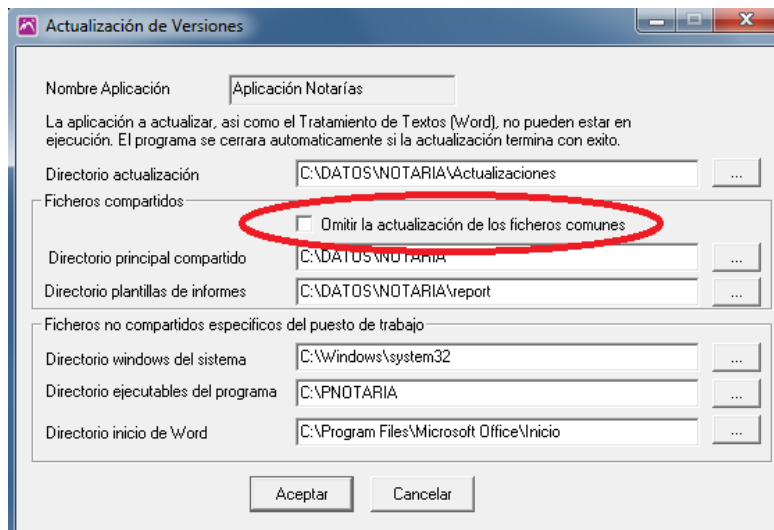 Actualización de Versiones
Nombre Aplicación Aplicación Notarías
La aplicación a actualizar, asi como el Tratamiento de Textos (Word), no pueden estar en
ejecución. El programa se cerrara automaticamente si la actualización termina con exito.
Directorio actualización C:\DATOS\NOTARIA\Actualizaciones ...
Ficheros compartidos
Omitir la actualización de los ficheros comunes
Directorio principal compartido C:\DATOS\NOTARIA ...
Directorio plantillas de informes C:\DATOS\NOTARIA\report ...
Ficheros no compartidos especificos del puesto de trabajo
Directorio windows del sistema C:\Windows\system32 ...
Directorio ejecutables del programa C:\PNOTARIA ...
Directorio inicio de Word C:\Program Files\Microsoft Office\Inicio ...
Aceptar Cancelar